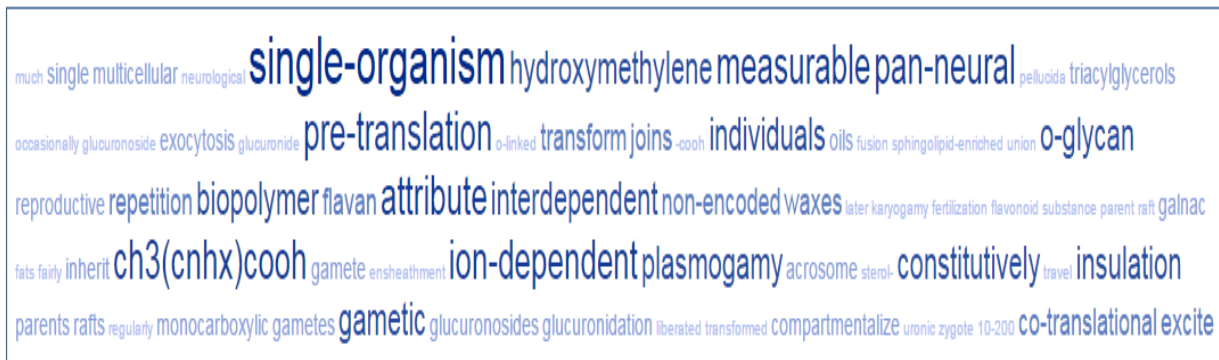 much single multicellular neurological single-organism hydroxymethylene measurable pan-neural pellucida triacylglycerols
occasionally glucuronoside exocytosis glucuronide pre-translation o-linked transform joins -cooh individuals oils fusion sphingolipid-enriched union o-glycan
reproductive repetition biopolymer flavan attribute interdependent non-encoded waxes later karyogamy fertilization flavonoid substance parent raft galnac
fats fairly inherit ch3(cnhx)cooh gamete ensheathment ion-dependent plasmogamy acrosome sterol- constitutively travel insulation
parents rafts regularly monocarboxylic gametes gametic glucuronosides glucuronidation liberated transformed compartmentalize uronic zygote 10-200 co-translational excite